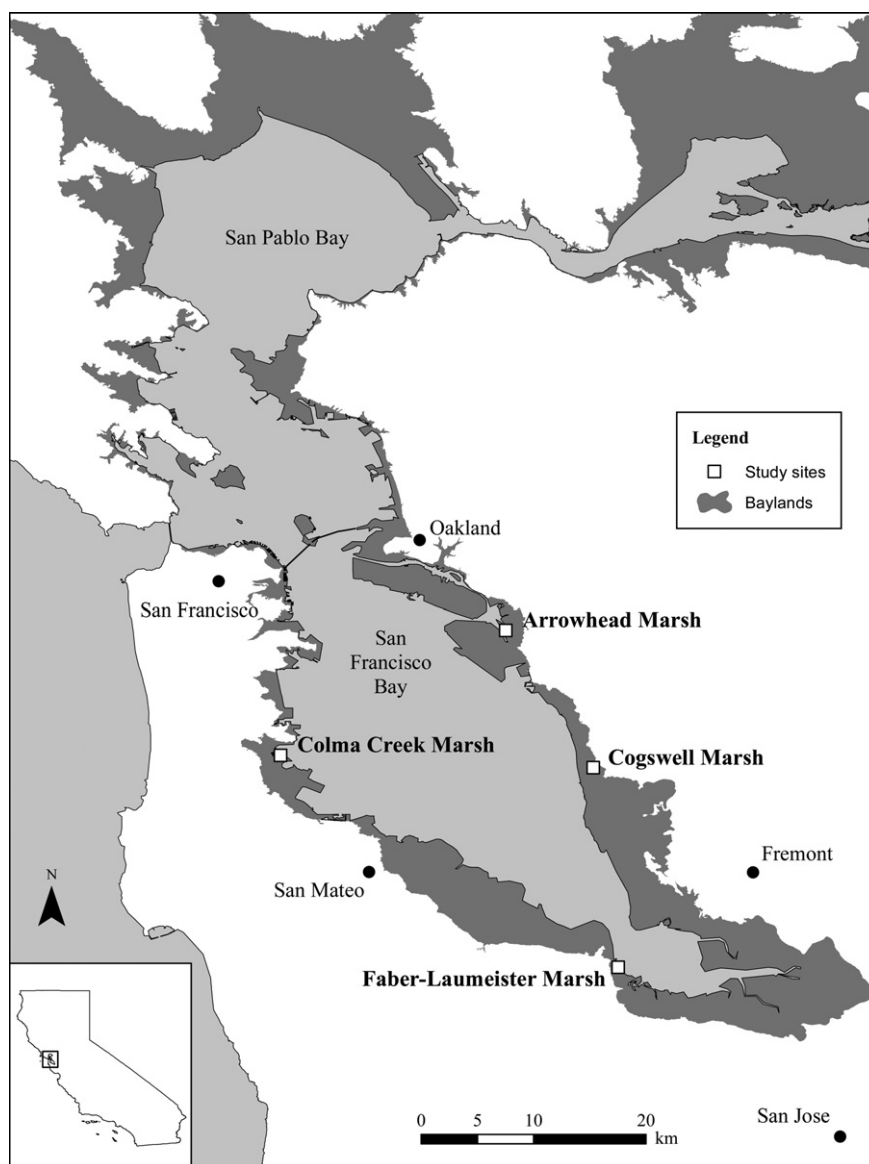 San Pablo Bay
Legend
Study sites
Baylands
Oakland
San Francisco
Arrowhead Marsh
San
Francisco
Bay
Colma Creek Marsh
Cogswell Marsh
Fremont
San Mateo
N
Faber-Laumeister Marsh
0 5 10 20
km
San Jose